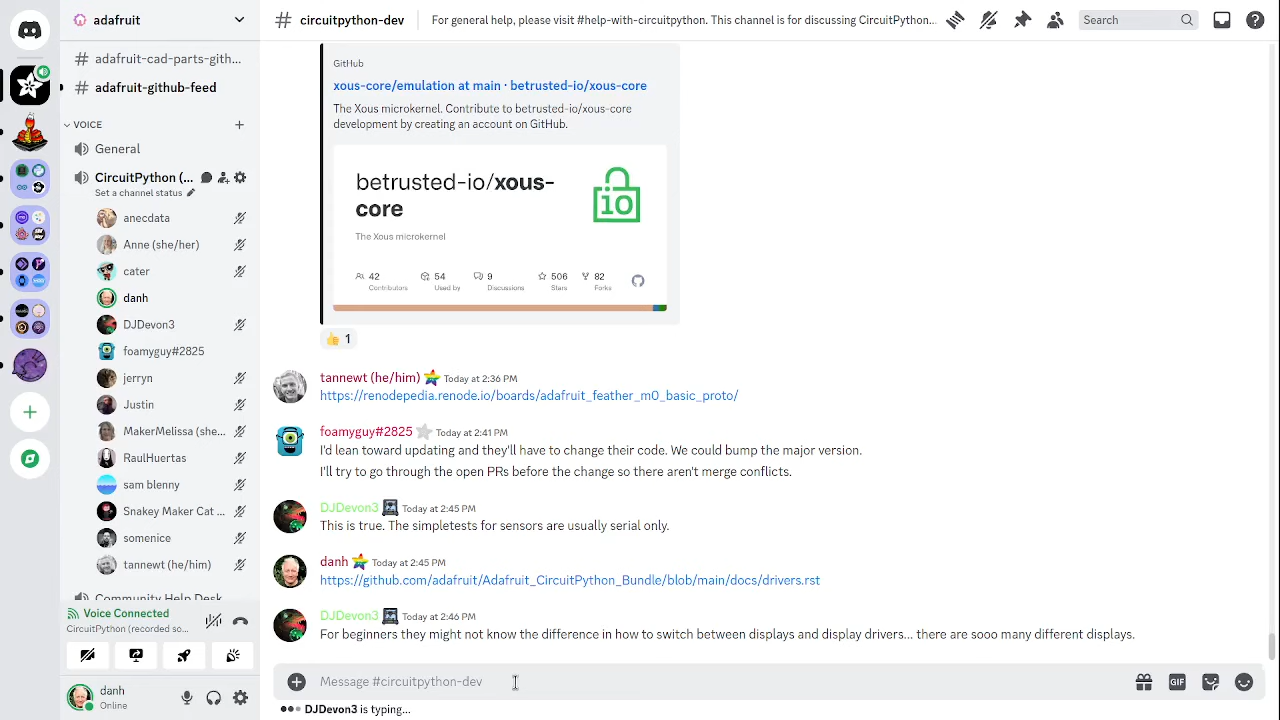 adafruit
# circuitpython-dev
For general help, please visit #help-with-circuitpython. This channel is for discussing CircuitPython...
Search
# adafruit-cad-parts-gith...
# adafruit-github-feed
VOICE
General
CircuitPython (...
Set a channel status
anecdata
Anne (she/her)
cater
danh
DJDevon3
foamyguy#2825
jerryn
Justin
MakerMelissa (she...
RaulHuertas
sam blenny
Snakey Maker Cat ...
somenice
tannewt (he/him)
Community Help Desk
Voice Connected
CircuitPython (recorded so...
danh
Online
GitHub
xous-core/emulation at main · betrusted-io/xous-core
The Xous microkernel. Contribute to betrusted-io/xous-core
development by creating an account on GitHub.
betrusted-io/xous-
core
The Xous microkernel
42
Contributors
54
Used by
9
Discussions
506
Stars
82
Forks
io
👍 1
tannewt (he/him) Today at 2:36 PM
https://renodepedia.renode.io/boards/adafruit_feather_m0_basic_proto/
foamyguy#2825 Today at 2:41 PM
I'd lean toward updating and they'll have to change their code. We could bump the major version.
I'll try to go through the open PRs before the change so there aren't merge conflicts.
DJDevon3 Today at 2:45 PM
This is true. The simpletests for sensors are usually serial only.
danh Today at 2:45 PM
https://github.com/adafruit/Adafruit_CircuitPython_Bundle/blob/main/docs/drivers.rst
DJDevon3 Today at 2:46 PM
For beginners they might not know the difference in how to switch between displays and display drivers... there are sooo many different displays.
Message #circuitpython-dev
GIF
DJDevon3 is typing...